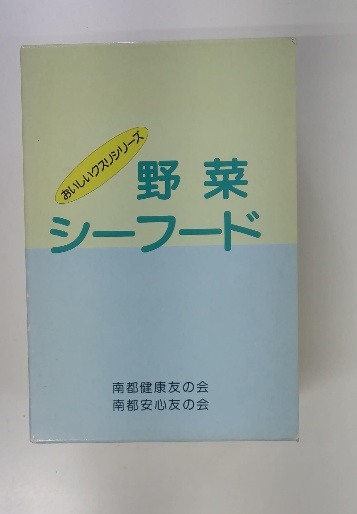 おいしいクスリシリーズ
野菜
シーフード
南都健康友の会
南都安心友の会